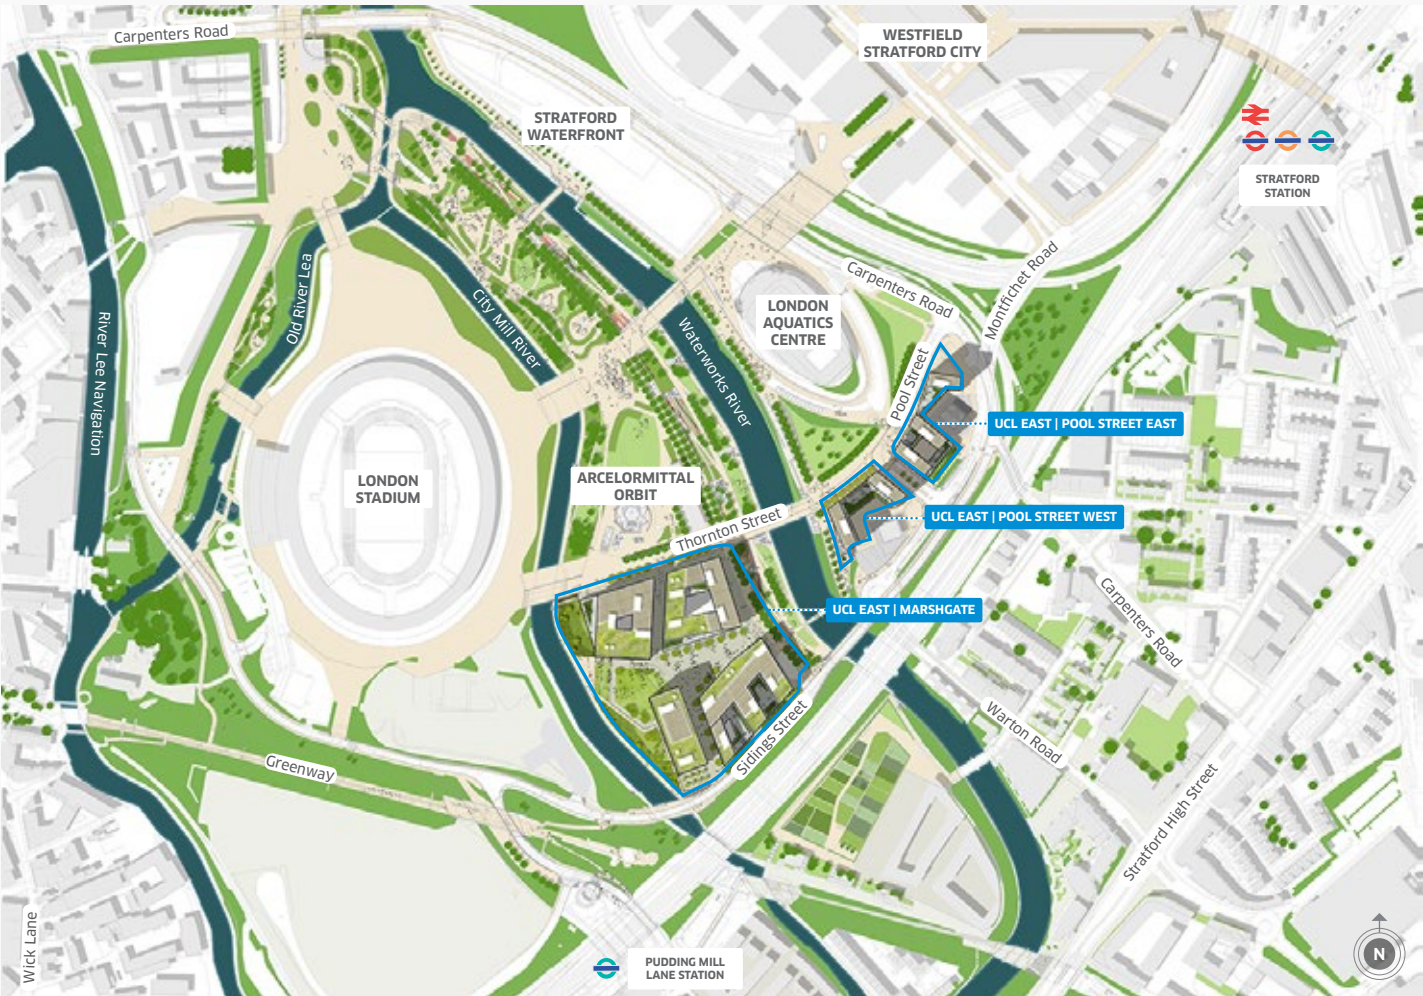 Carpenters Road
WESTFIELD
STRATFORD CITY
STRATFORD
WATERFRONT
STRATFORD
STATION
Old River Lea
City Mill River
River Lee Navigation
Waterworks River
LONDON
AQUATICS
CENTRE
Carpenters Road
Montfichet Road
Pool Street
UCL EAST | POOL STREET EAST
LONDON
STADIUM
ARCELORMITTAL
ORBIT
Thornton Street
UCL EAST | POOL STREET WEST
UCL EAST | MARSHGATE
Carpenters Road
Sidings Street
Warton Road
Greenway
Stratford High Street
Wick Lane
PUDDING MILL
LANE STATION
N